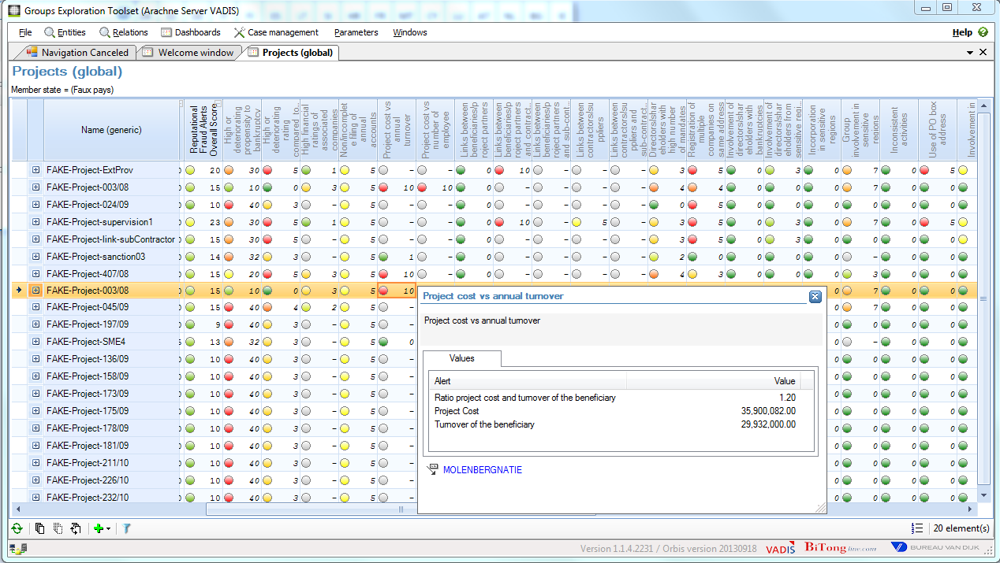 Groups Exploration Toolset (Arachne Server VADIS)
File Entities Relations Dashboards Case management Parameters Windows Help
Navigation Canceled Welcome window Projects (global)
Projects (global)
Member state = (Faux pays)
Name (generic)
Reputational Fraud Alerts Overall Score
High or deteriorating propensity to bankruptcy
High or deteriorating rating compared to...
High financial ratings of associated companies
Non/incomplete filing of annual accounts
Project cost vs annual turnover
Project cost vs number of employee
Links between beneficiaries/project partners
Links between beneficiaries/project partners and contract...
Links between beneficiaries/project partners and sub-cont...
Links between contractors/suppliers
Links between contractors/suppliers and sub-contract...
Directors/shareholders with high number of mandates
Registration of multiple companies on same address
Involvement of directors/shareholders with bankruptcies
Involvement of directors/shareholders from sensitive regi...
Incorporation in sensitive regions
Group involvement in sensitive regions
Inconsistent activities
Use of PO box address
Involvement in
FAKE-Project-ExtProv 20 30 5 1 5 - - 0 10 - - - 3 5 0 3 0 7 0 5
FAKE-Project-003/08 15 10 0 3 5 10 10 0 - - - - 4 4 0 0 0 7 0 0
FAKE-Project-024/09 10 40 3 - 5 - - 0 - - - - 0 5 0 0 0 0 0 0
FAKE-Project-supervision1 23 30 5 1 5 - - 0 10 - 5 - 3 5 0 3 0 7 0 5
FAKE-Project-link-subContractor 15 30 5 - 5 - - 0 - - - - 3 5 0 3 0 0 0 0
FAKE-Project-sanction03 14 32 3 - 5 1 - 0 - - - - 2 0 0 0 0 - 0 0
FAKE-Project-407/08 15 20 5 3 5 10 - 0 - - - - 4 3 0 0 0 3 0 0
FAKE-Project-003/08 15 10 0 3 5 10 0 7 0 0
FAKE-Project-045/09 15 40 4 2 5 - 0 7 0 0
FAKE-Project-197/09 9 40 3 - 5 - 0 0 0 0
FAKE-Project-SME4 13 32 3 - 5 0 0 - 0 0
FAKE-Project-136/09 10 40 3 - 5 - 0 0 0 0
FAKE-Project-158/09 10 40 3 - 5 - 0 0 0 0
FAKE-Project-173/09 10 40 3 - 5 - 0 0 0 0
FAKE-Project-175/09 10 40 3 - 5 - 0 0 0 0
FAKE-Project-178/09 10 40 3 - 5 - 0 0 0 0
FAKE-Project-181/09 10 40 3 - 5 - 0 0 0 0
FAKE-Project-211/10 10 40 3 - 5 - 0 0 0 0
FAKE-Project-226/10 10 40 3 - 5 - 0 0 0 0
FAKE-Project-232/10 10 40 3 - 5 - 0 0 0 0
Project cost vs annual turnover
Project cost vs annual turnover
Values
Alert Value
Ratio project cost and turnover of the beneficiary 1.20
Project Cost 35,900,082.00
Turnover of the beneficiary 29,932,000.00
MOLENBERGNATIE
20 element(s)
Version 1.1.4.2231 / Orbis version 20130918 VADIS BiTongline.com BUREAU VAN DIJK